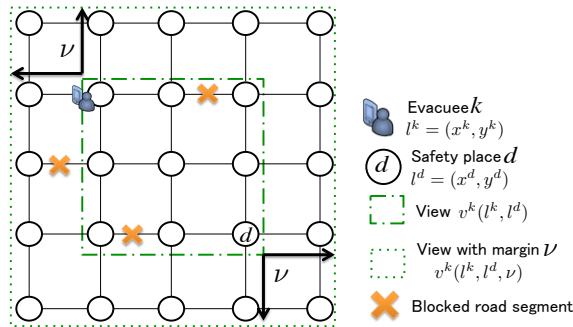 ν
Evacuee k
l^k = (x^k, y^k)
d Safety place d
l^d = (x^d, y^d)
View v^k(l^k, l^d)
d
ν
View with margin ν
v^k(l^k, l^d, ν)
Blocked road segment